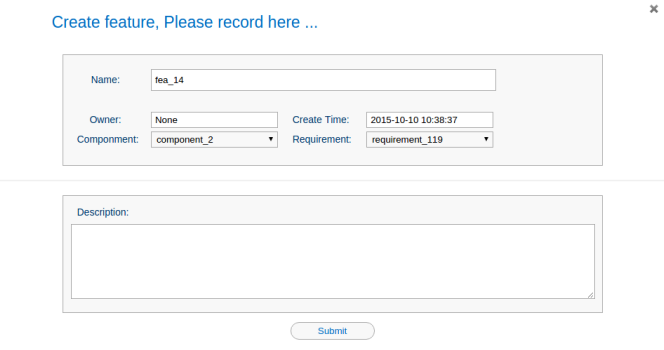 Create feature, Please record here ...
Name: fea_14
Owner: None Create Time: 2015-10-10 10:38:37
Componment: component_2 Requirement: requirement_119
Description:
Submit